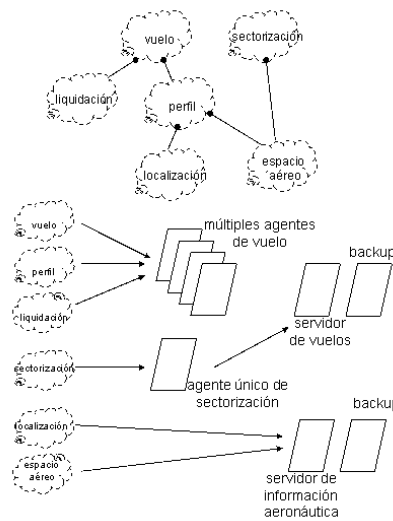 vuelo
sectorización
liquidación
perfil
localización
espacio
aéreo
vuelo
perfil
liquidación
múltiples agentes
de vuelo
backup
servidor
de vuelos
sectorización
agente único de
sectorización
localización
espacio
aéreo
backup
servidor de
información
aeronáutica